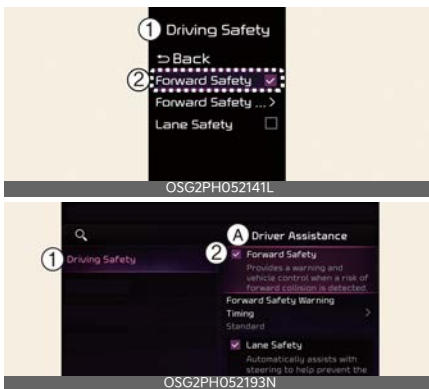 1 Driving Safety
Back
2 Forward Safety
Forward Safety ... >
Lane Safety
OSG2PH052141L
A Driver Assistance
1 Driving Safety
2 Forward Safety
Provides a warning and
vehicle control when a risk of
forward collision is detected.
Forward Safety Warning
Timing >
Standard
Lane Safety
Automatically assists with
steering to help prevent the
OSG2PH052193N